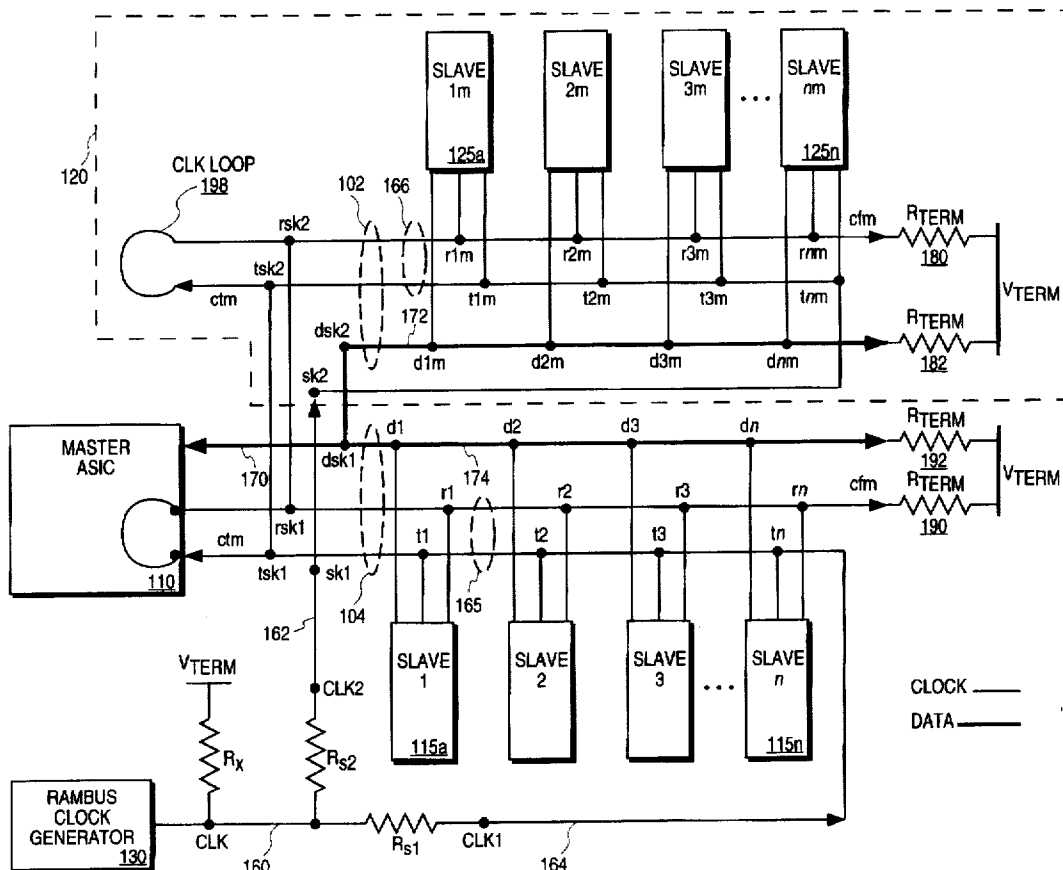 SLAVE
1m
125a
SLAVE
2m
SLAVE
3m
...
SLAVE
nm
125n
120
CLK LOOP
198
102
166
rsk2
r1m
r2m
r3m
rnm
cfm
RTERM
180
tsk2
ctm
t1m
t2m
t3m
tnm
VTERM
172
dsk2
d1m
d2m
d3m
dnm
RTERM
182
sk2
MASTER
ASIC
110
170
dsk1
d1
d2
d3
dn
174
RTERM
192
VTERM
rsk1
r1
r2
r3
rn
cfm
RTERM
190
ctm
tsk1
sk1
t1
t2
t3
tn
104
165
162
SLAVE
1
115a
SLAVE
2
SLAVE
3
...
SLAVE
n
115n
VTERM
CLK2
RX
RS2
CLOCK
DATA
RAMBUS
CLOCK
GENERATOR
130
CLK
160
RS1
CLK1
164